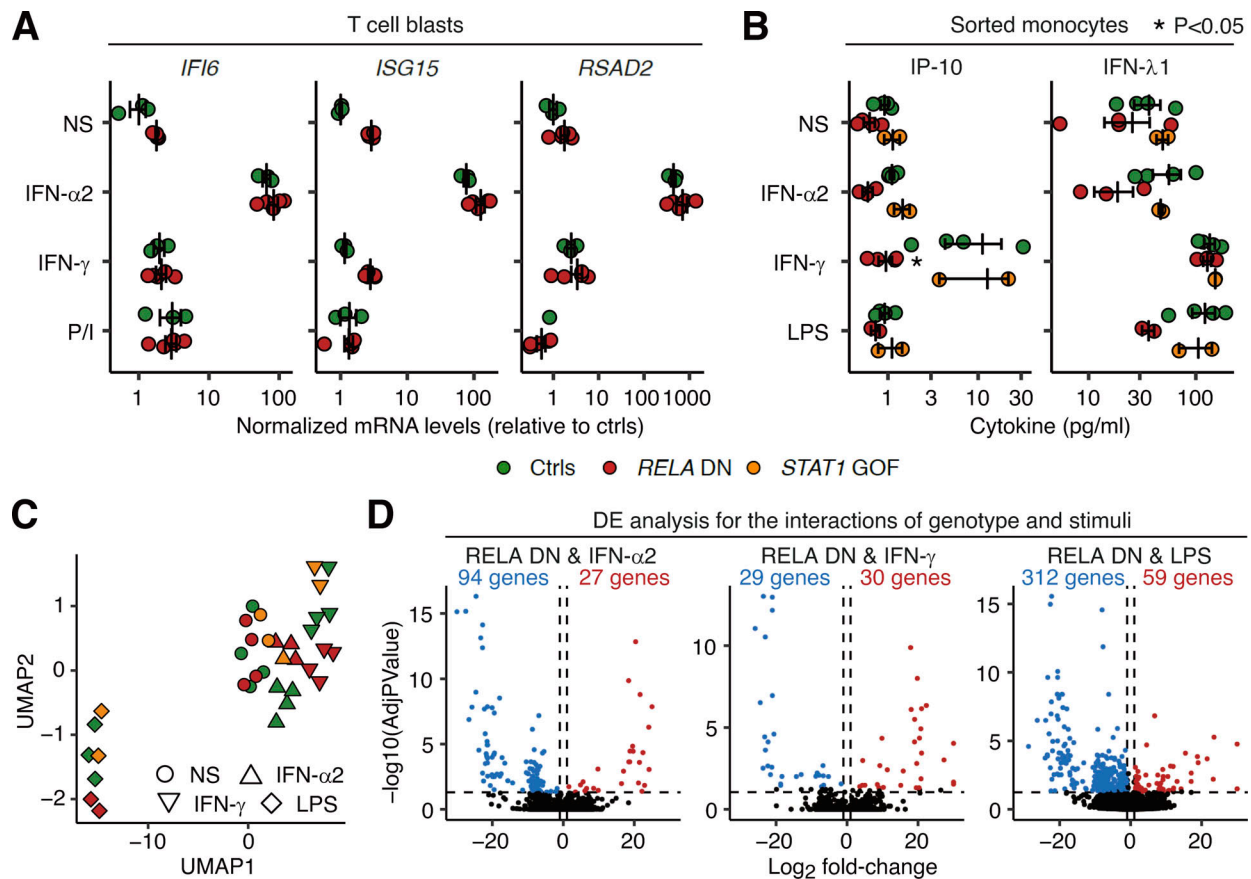 A
T cell blasts
IFI6
ISG15
RSAD2
NS
IFN-α2
IFN-γ
P/I
1 10 100
1 10 100
1 10 100 1000
Normalized mRNA levels (relative to ctrls)
B
Sorted monocytes * P<0.05
IP-10
IFN-λ1
NS
IFN-α2
IFN-γ
*
LPS
1 3 10 30
10 30 100
Cytokine (pg/ml)
Ctrls RELA DN STAT1 GOF
C
UMAP2
1
0
−1
−2
NS IFN-α2
IFN-γ LPS
−10 0
UMAP1
D
DE analysis for the interactions of genotype and stimuli
RELA DN & IFN-α2
94 genes 27 genes
RELA DN & IFN-γ
29 genes 30 genes
RELA DN & LPS
312 genes 59 genes
−log10(AdjPValue)
15
10
5
0
−20 0 20
10
5
0
−20 0 20
15
10
5
0
−20 0 20
Log2 fold-change